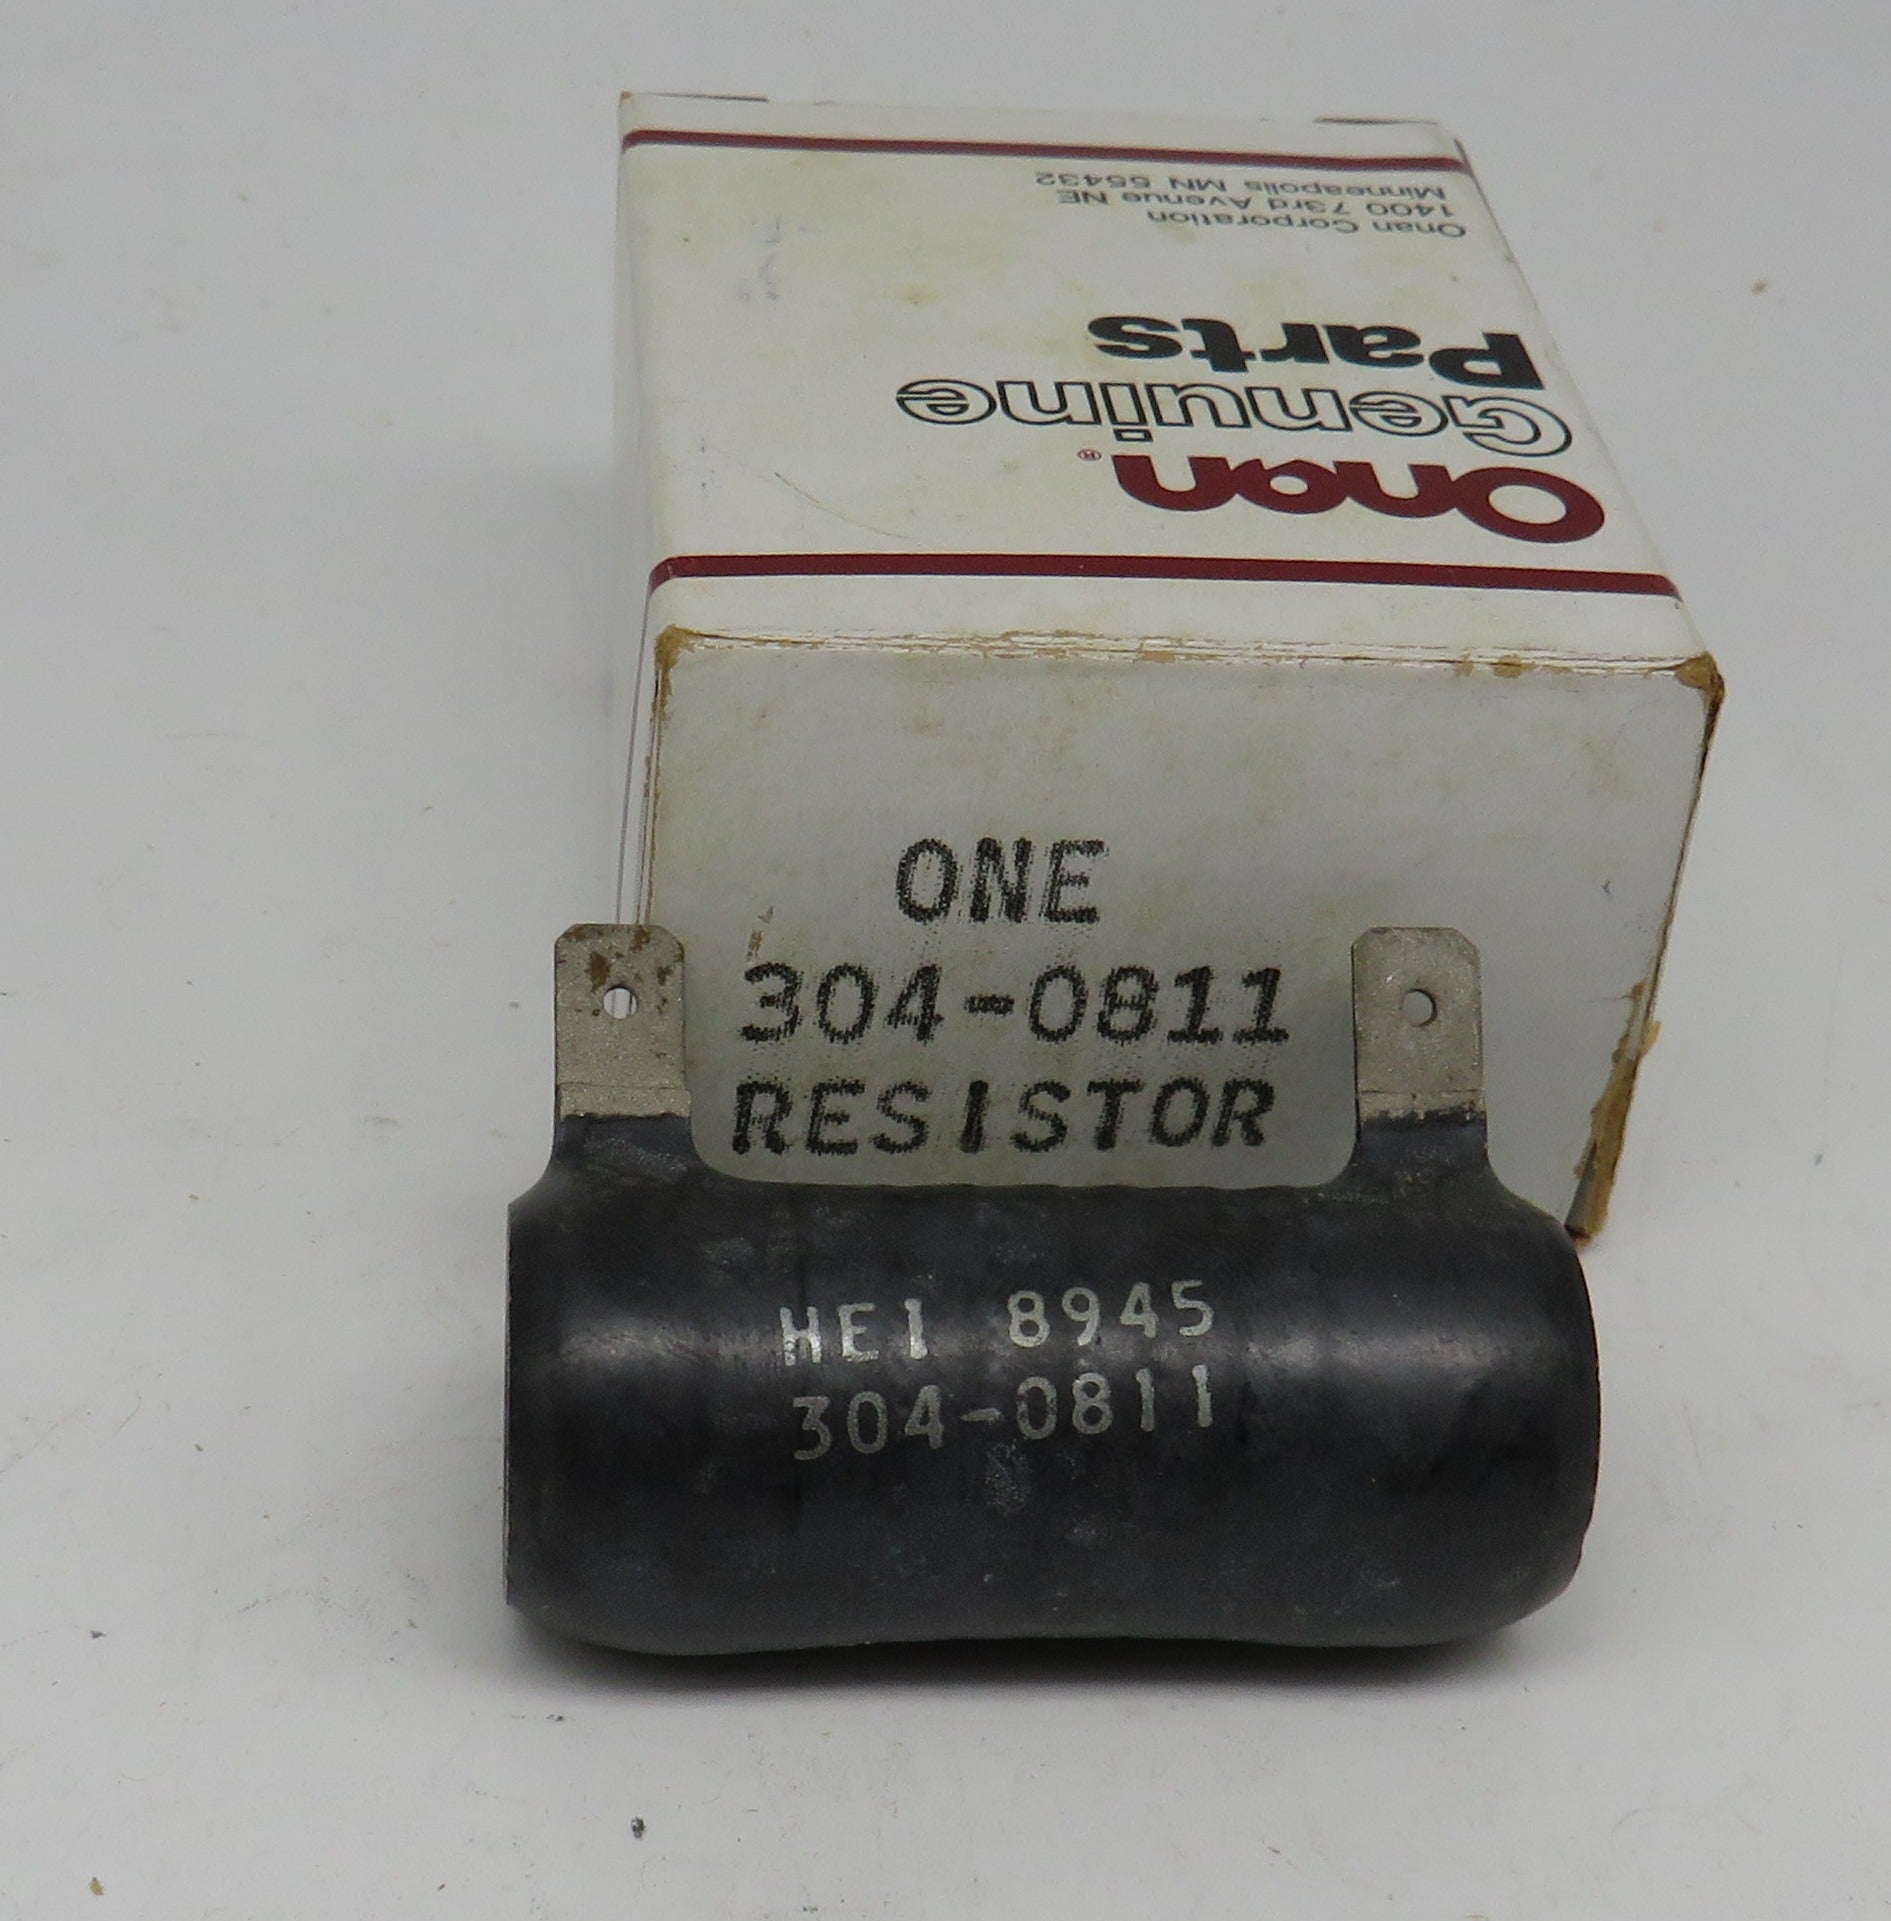 Onan®
Genuine
Parts
Onan Corporation
1400 73rd Avenue NE
Minneapolis MN 55432
ONE
304-0811
RESISTOR
HEI 8945
304-0811